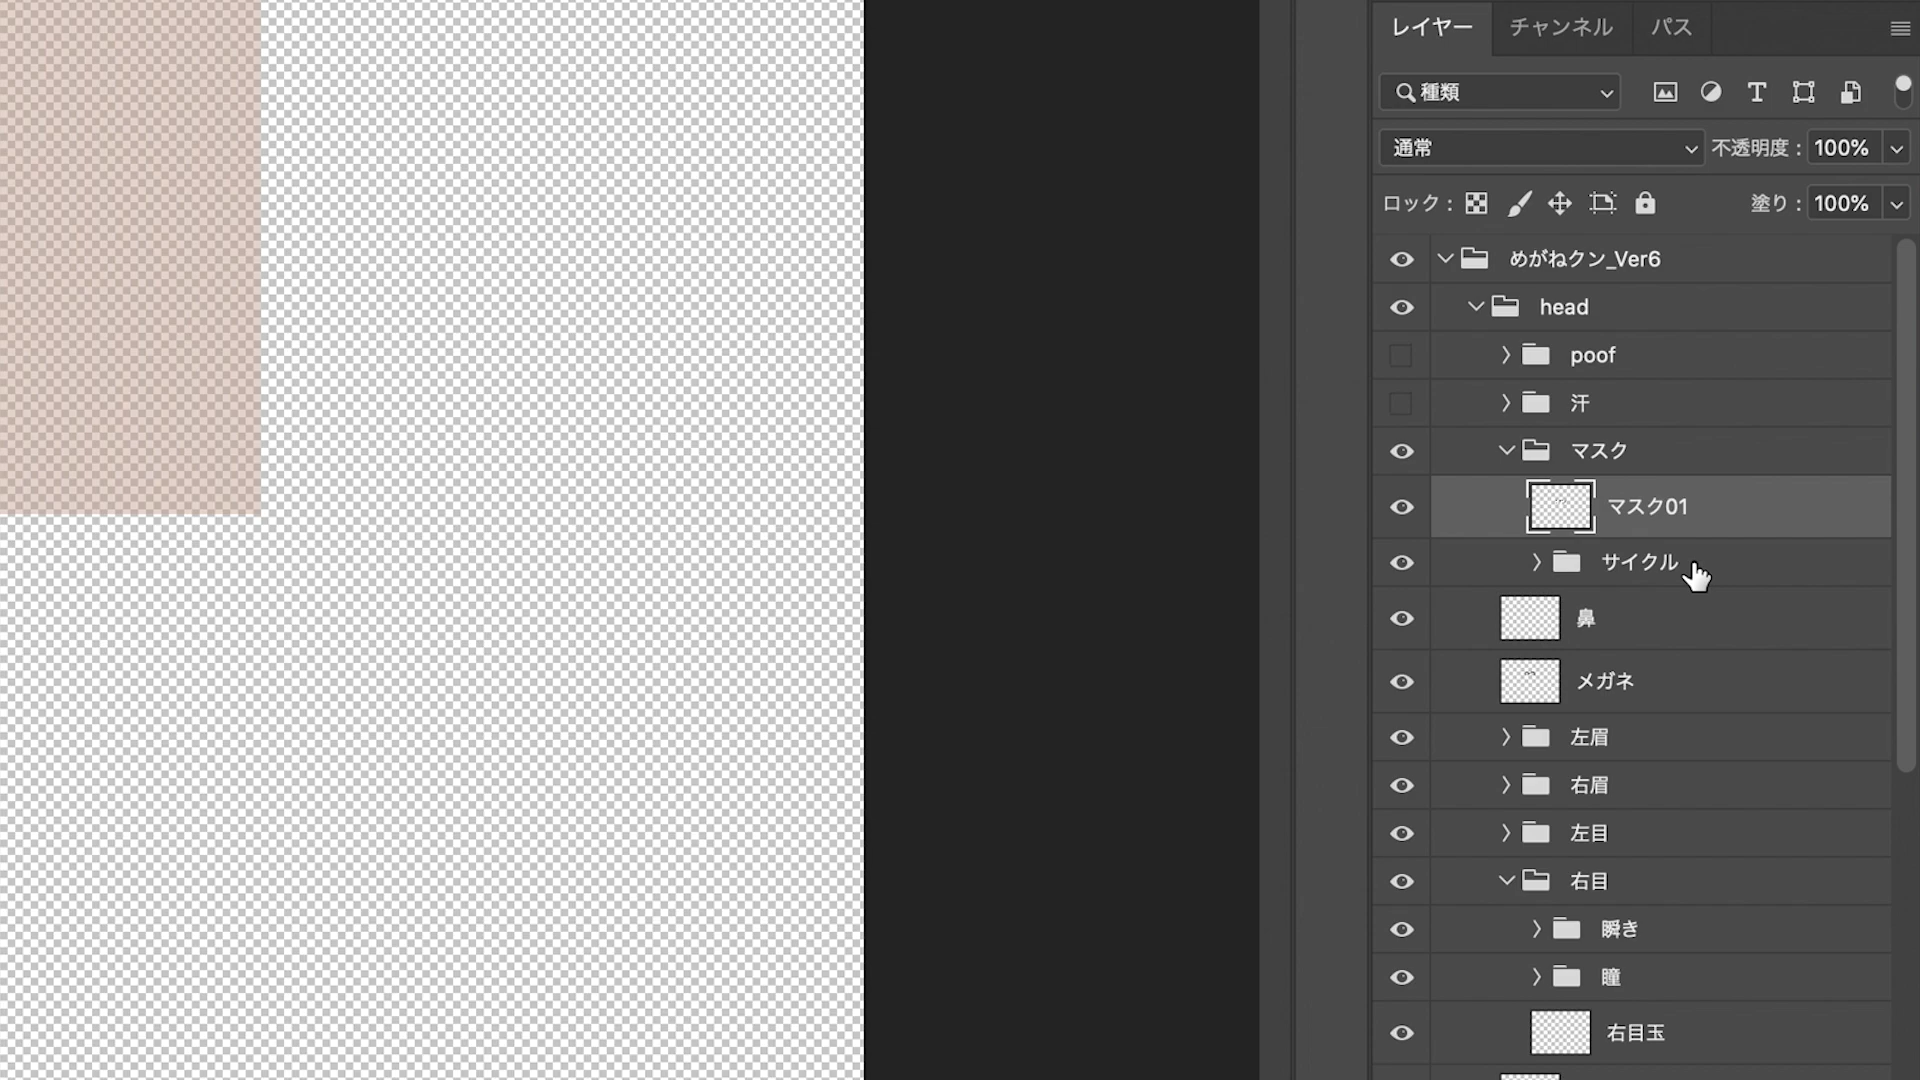 レイヤー
チャンネル
パス
種類
通常
不透明度 : 100%
ロック :
塗り : 100%
めがねクン_Ver6
head
poof
汗
マスク
マスク01
サイクル
鼻
メガネ
左眉
右眉
左目
右目
瞬き
瞳
右目玉